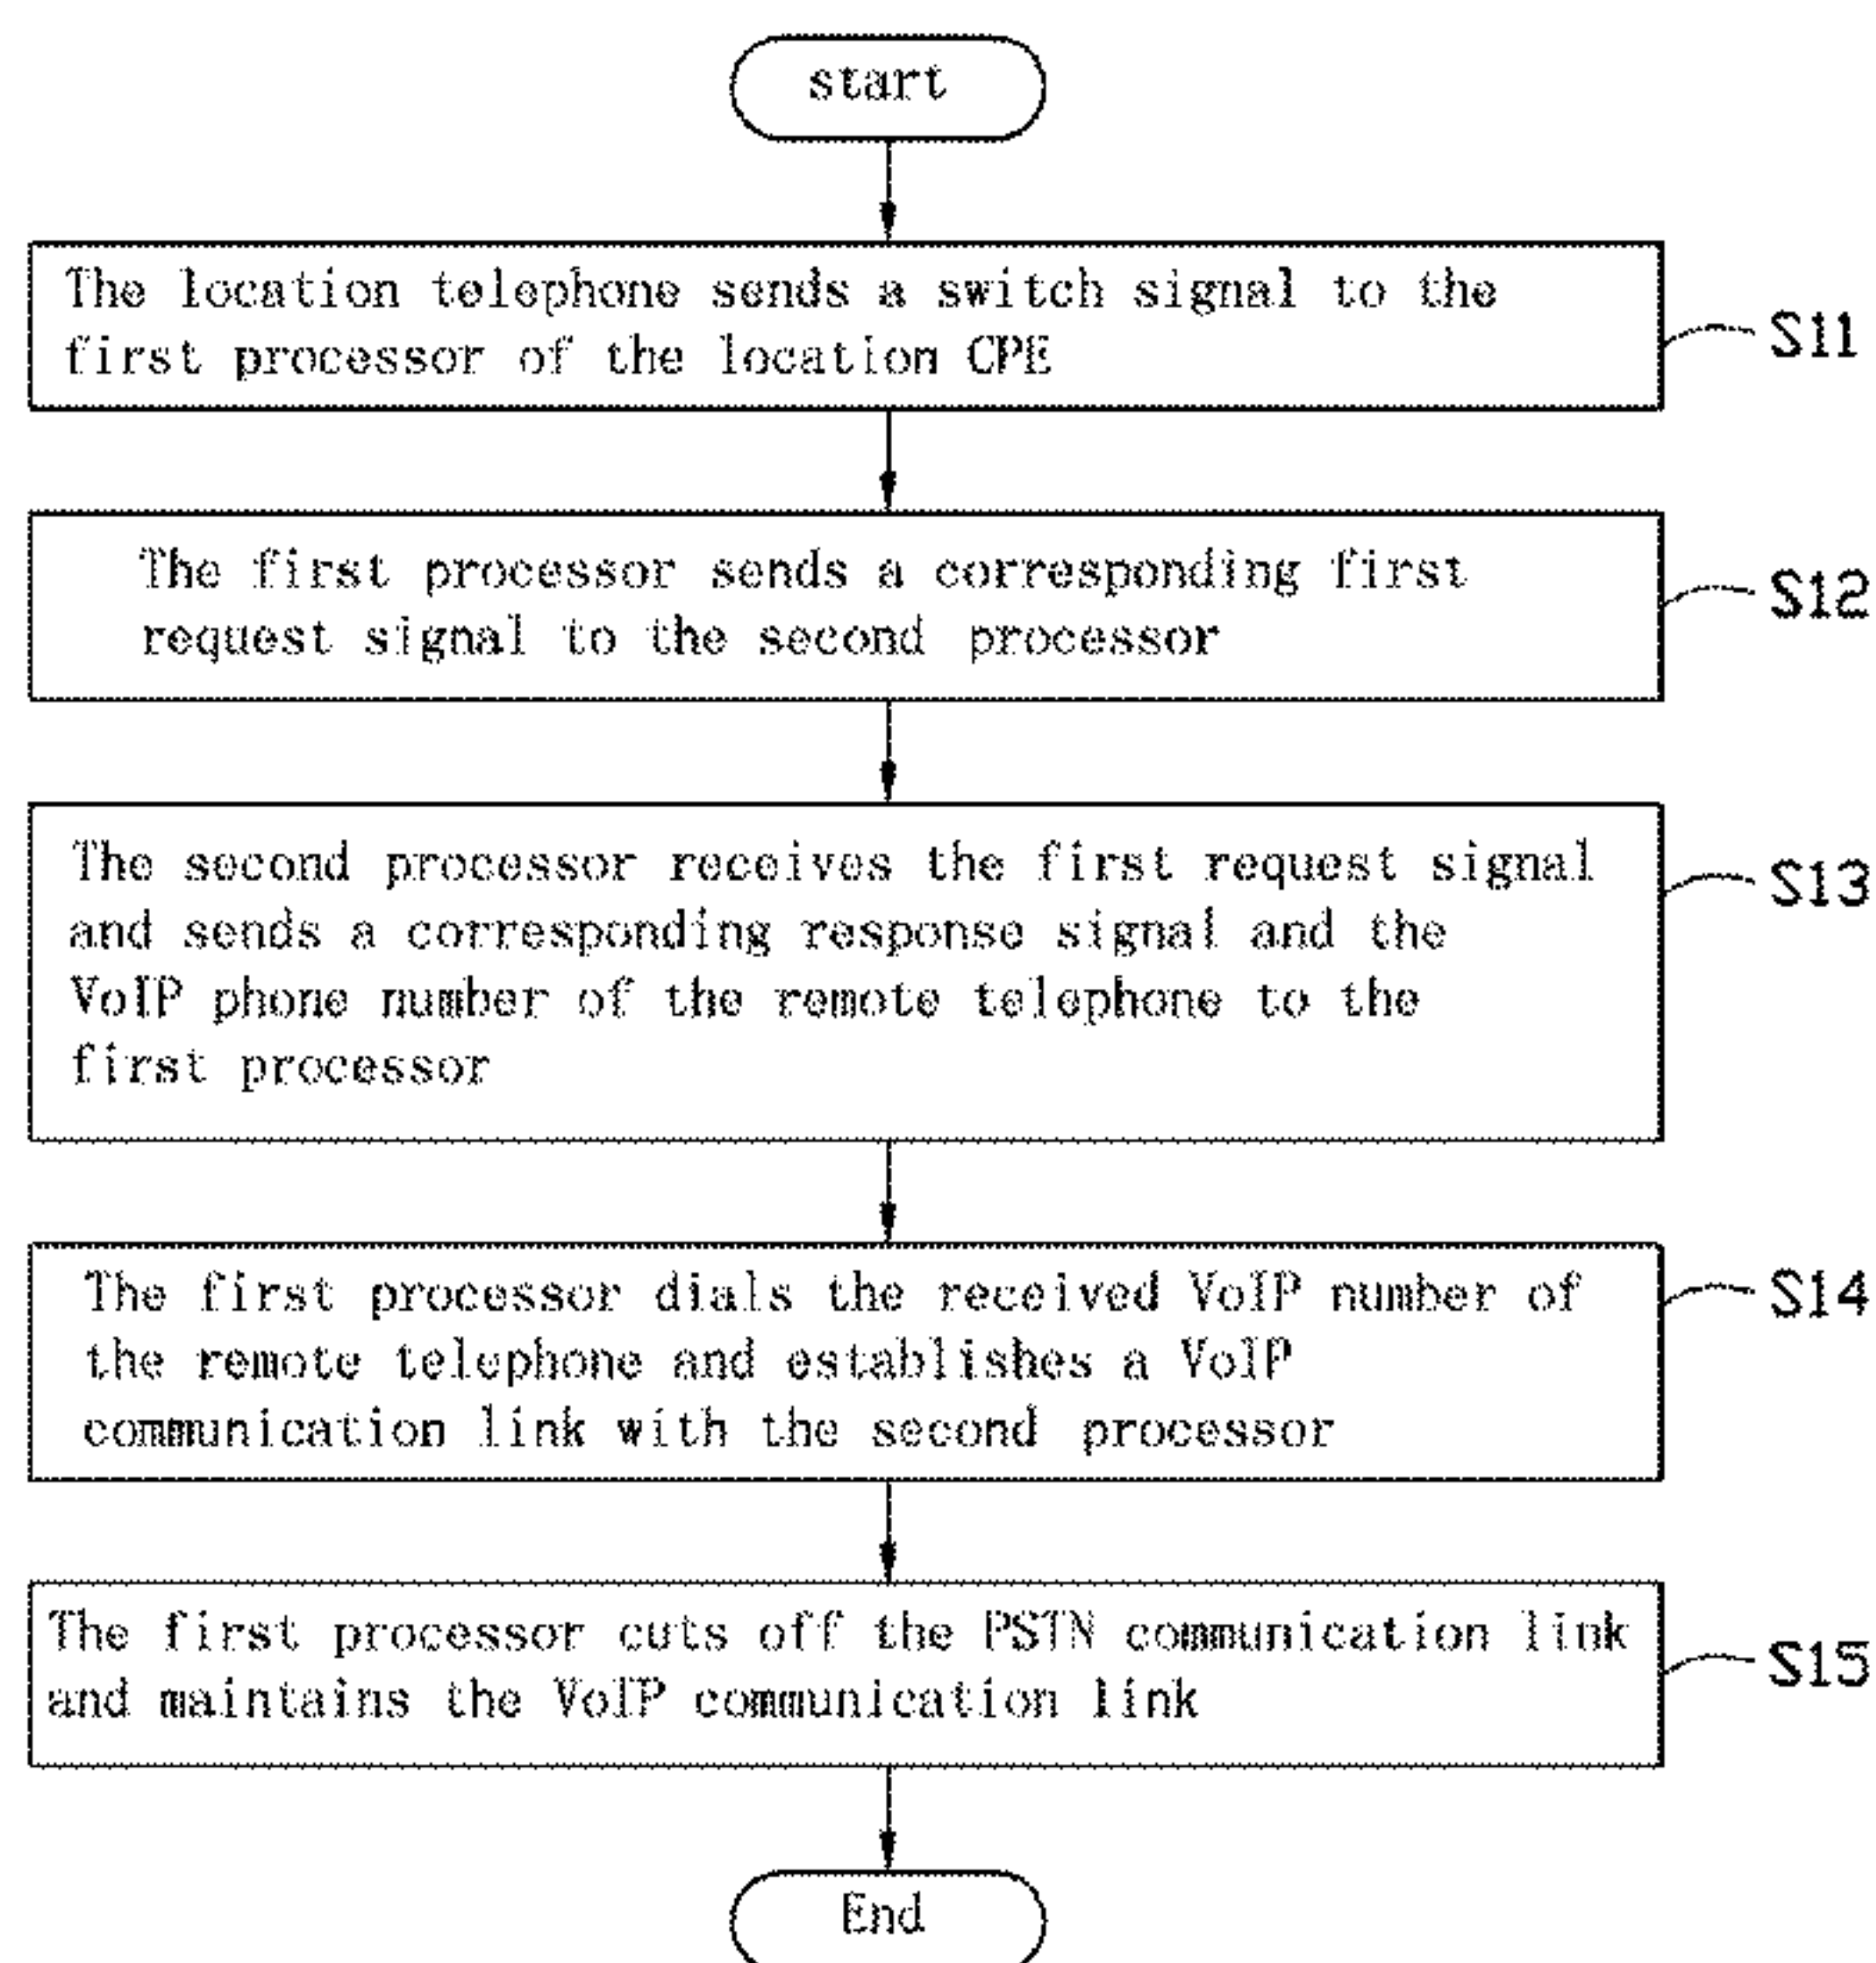 start
The location telephone sends a switch signal to the
first processor of the location CPE
S11
The first processor sends a corresponding first
request signal to the second processor
S12
The second processor receives the first request signal
and sends a corresponding response signal and the
VoIP phone number of the remote telephone to the
first processor
S13
The first processor dials the received VoIP number of
the remote telephone and establishes a VoIP
communication link with the second processor
S14
The first processor cuts off the PSTN communication link
and maintains the VoIP communication link
S15
End